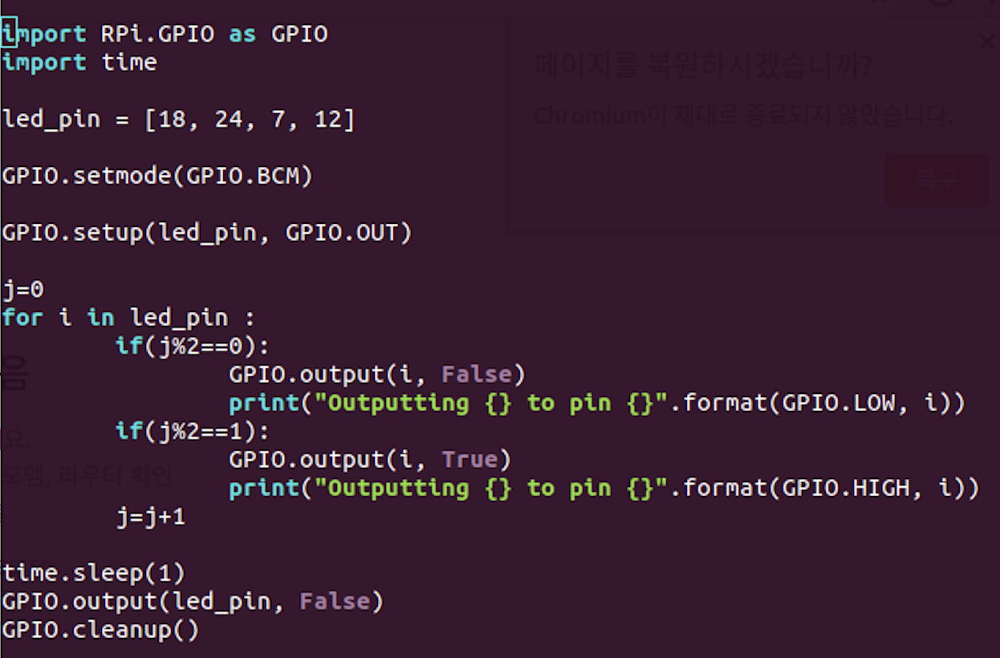 import RPi.GPIO as GPIO
import time
led_pin = [18, 24, 7, 12]
GPIO.setmode(GPIO.BCM)
GPIO.setup(led_pin, GPIO.OUT)
j=0
for i in led_pin :
        if(j%2==0):
                GPIO.output(i, False)
                print("Outputting {} to pin {}".format(GPIO.LOW, i))
        if(j%2==1):
                GPIO.output(i, True)
                print("Outputting {} to pin {}".format(GPIO.HIGH, i))
        j=j+1
time.sleep(1)
GPIO.output(led_pin, False)
GPIO.cleanup()
페이지를 복원하시겠습니까?
Chromium이 제대로 종료되지 않았습니다.
복구
음
요.
모뎀, 라우터 확인